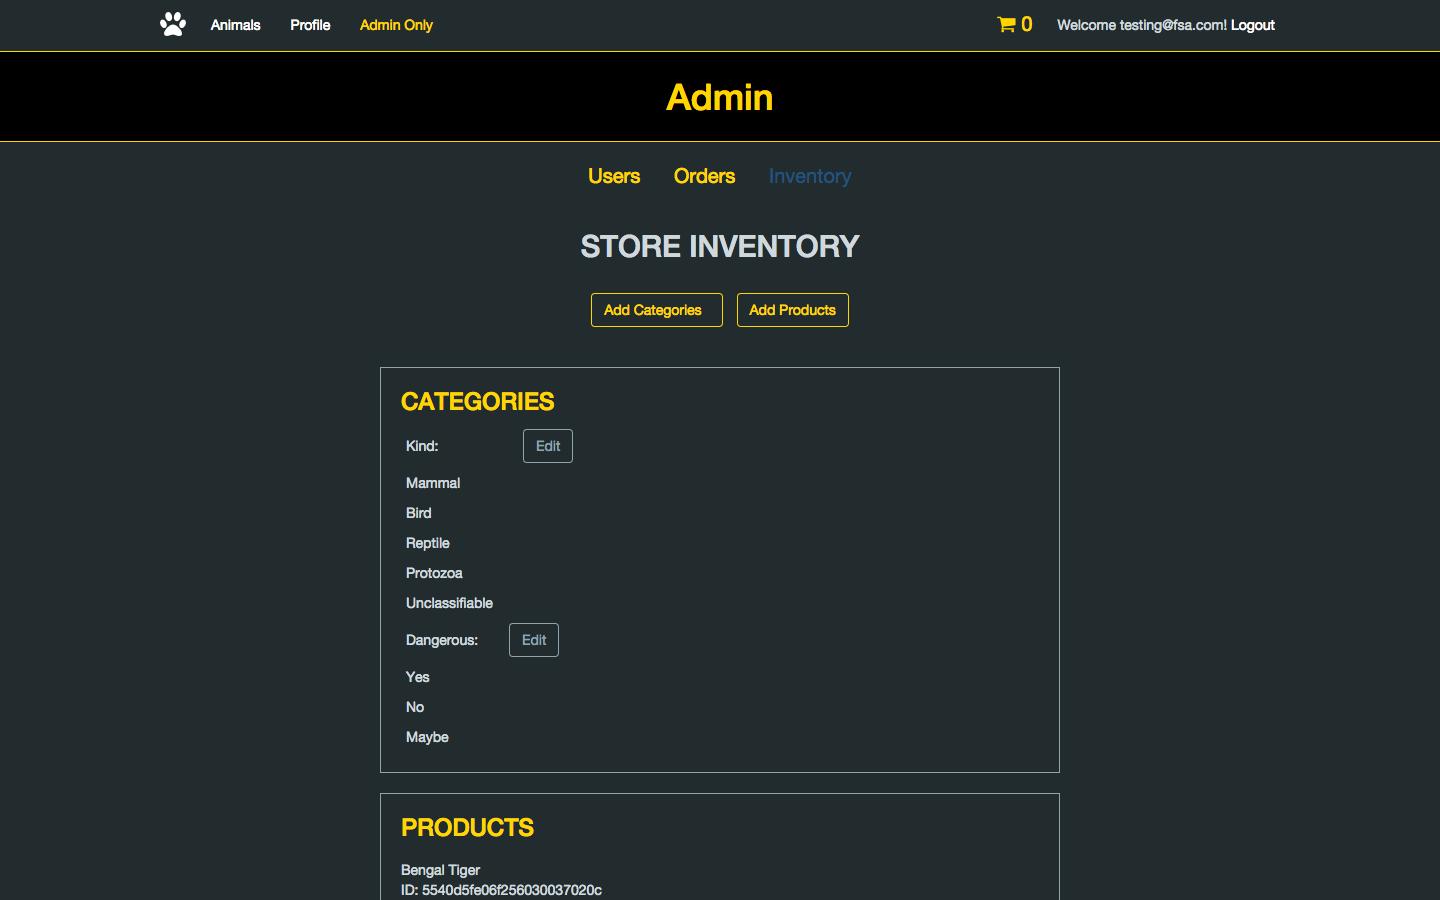 Animals Profile Admin Only 0 Welcome testing@fsa.com! Logout
Admin
Users Orders Inventory
STORE INVENTORY
Add Categories Add Products
CATEGORIES
Kind: Edit
Mammal
Bird
Reptile
Protozoa
Unclassifiable
Dangerous: Edit
Yes
No
Maybe
PRODUCTS
Bengal Tiger
ID: 5540d5fe06f256030037020c